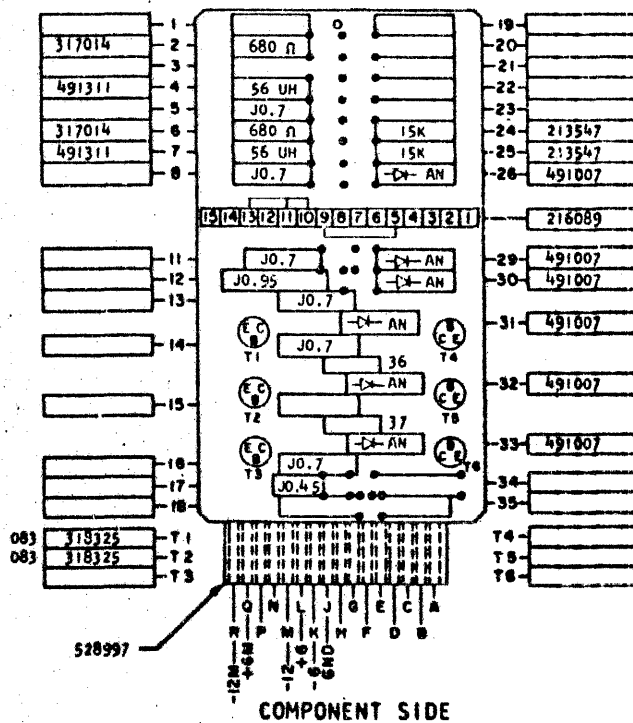 1 O 19
317014 2 680 Ω 20
3 21
491311 4 56 UH 22
5 J0.7 23
317014 6 680 Ω 15K 24 213547
491311 7 56 UH 15K 25 213547
8 J0.7 AN 26 491007
15 14 13 12 11 10 9 8 7 6 5 4 3 2 1 216089
11 J0.7 AN 29 491007
12 J0.95 AN 30 491007
13 J0.7
AN 31 491007
E C B T1 B C E T4
14 J0.7
36
E C B T2 AN B C E T5 32 491007
15
37
E C B T3 AN B C E T6 33 491007
16 J0.7
17 J0.45 34
18 35
083 318325 T1 T4
083 318325 T2 T5
T3 T6
R Q P N M L K J H G F E D C B A
-12M +6M -12 +6 -6 GND
528997
COMPONENT SIDE